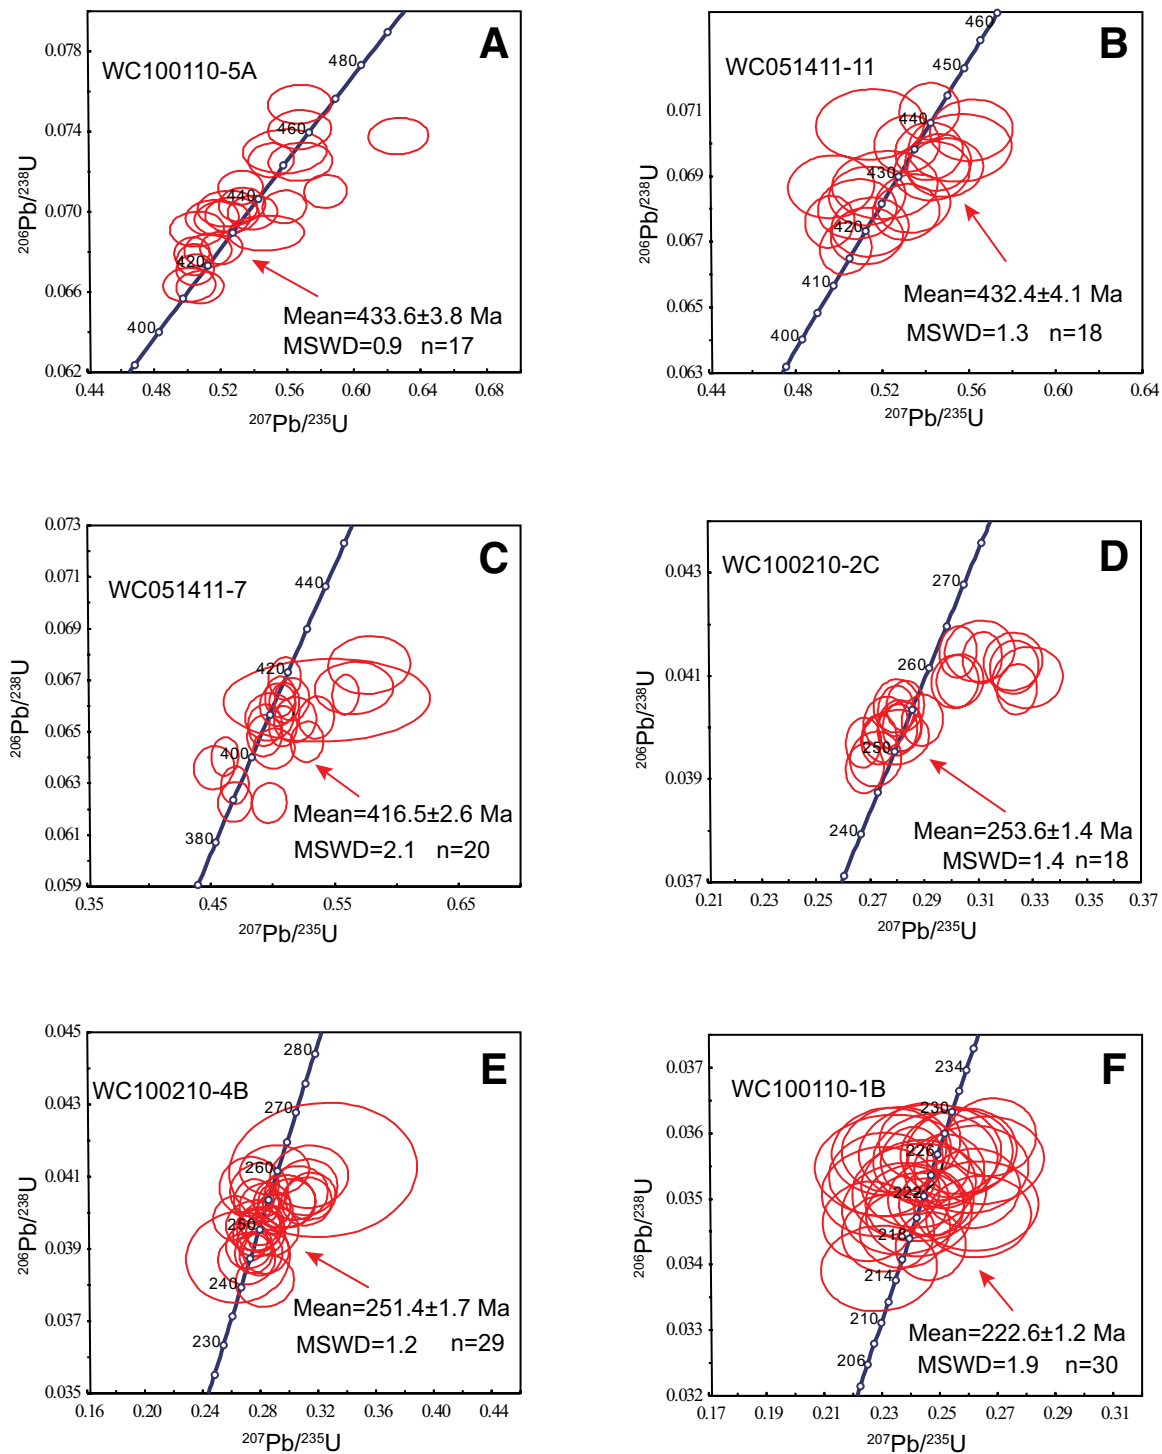 A
WC100110-5A
0.078
0.074
0.070
0.066
0.062
206Pb/238U
480
460
440
420
400
Mean=433.6±3.8 Ma
MSWD=0.9 n=17
0.44 0.48 0.52 0.56 0.60 0.64 0.68
207Pb/235U
B
WC051411-11
0.071
0.069
0.067
0.065
0.063
206Pb/238U
460
450
440
430
420
410
400
Mean=432.4±4.1 Ma
MSWD=1.3 n=18
0.44 0.48 0.52 0.56 0.60 0.64
207Pb/235U
C
WC051411-7
0.073
0.071
0.069
0.067
0.065
0.063
0.061
0.059
206Pb/238U
440
420
400
380
Mean=416.5±2.6 Ma
MSWD=2.1 n=20
0.35 0.45 0.55 0.65
207Pb/235U
D
WC100210-2C
0.043
0.041
0.039
0.037
206Pb/238U
270
260
250
240
Mean=253.6±1.4 Ma
MSWD=1.4 n=18
0.21 0.23 0.25 0.27 0.29 0.31 0.33 0.35 0.37
207Pb/235U
E
WC100210-4B
0.045
0.043
0.041
0.039
0.037
0.035
206Pb/238U
280
270
260
250
240
230
Mean=251.4±1.7 Ma
MSWD=1.2 n=29
0.16 0.20 0.24 0.28 0.32 0.36 0.40 0.44
207Pb/235U
F
WC100110-1B
0.037
0.036
0.035
0.034
0.033
0.032
206Pb/238U
234
230
226
222
218
214
210
206
Mean=222.6±1.2 Ma
MSWD=1.9 n=30
0.17 0.19 0.21 0.23 0.25 0.27 0.29 0.31
207Pb/235U